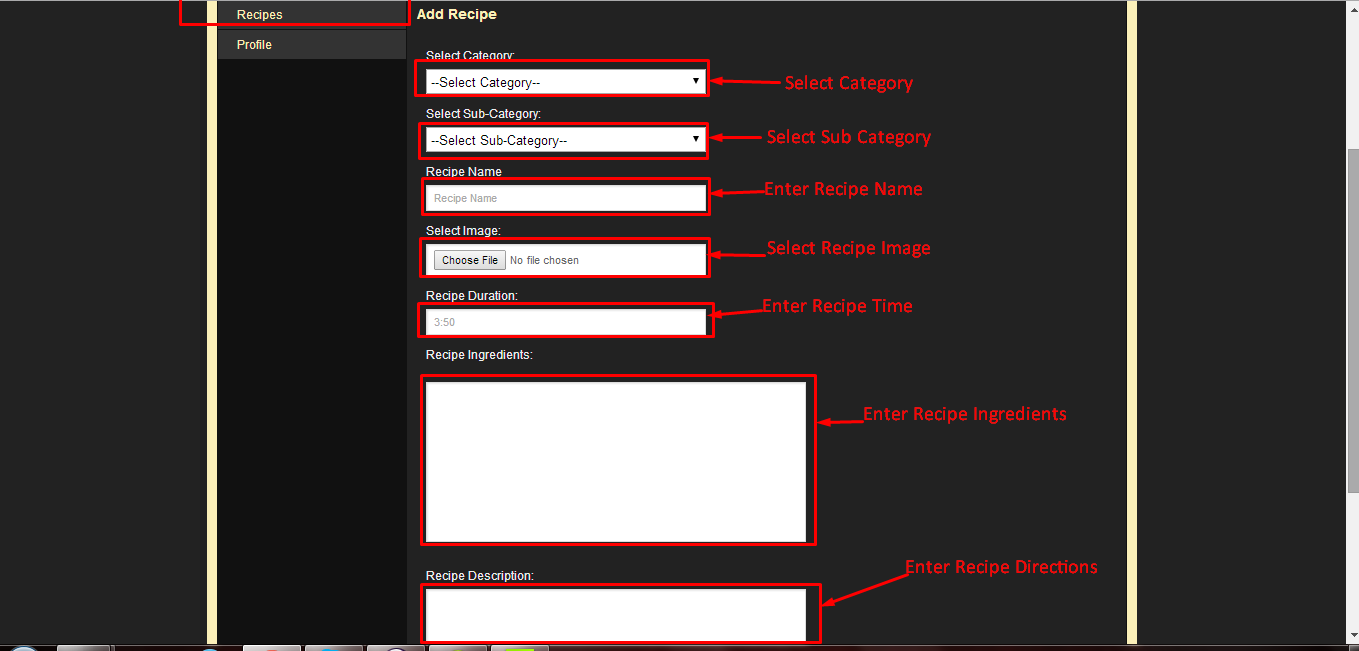 Recipes
Add Recipe
Profile
Select Category:
--Select Category--
Select Category
Select Sub-Category:
--Select Sub-Category--
Select Sub Category
Recipe Name
Recipe Name
Enter Recipe Name
Select Image:
Choose File No file chosen
Select Recipe Image
Recipe Duration:
3:50
Enter Recipe Time
Recipe Ingredients:
Enter Recipe Ingredients
Recipe Description:
Enter Recipe Directions